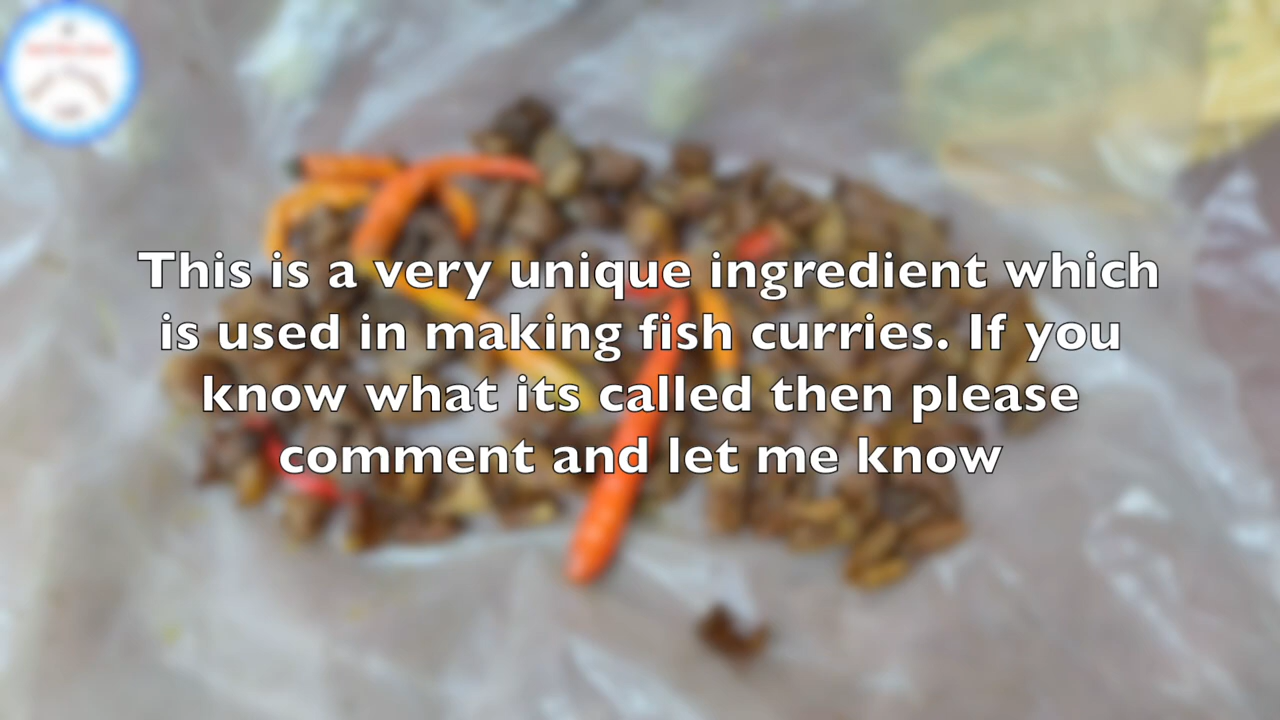 This is a very unique ingredient which
is used in making fish curries. If you
know what its called then please
comment and let me know